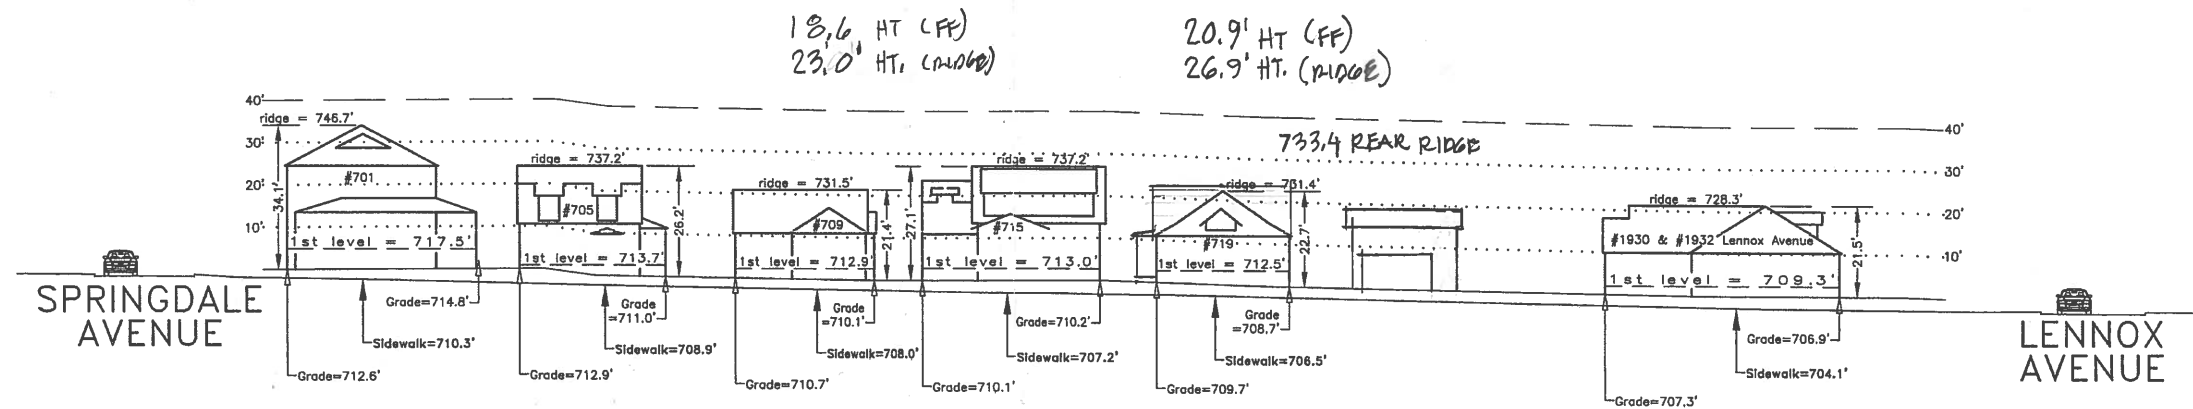 18.6 HT (FF)
23.0' HT. (RIDGE)
20.9' HT (FF)
26.9' HT. (RIDGE)
40'
ridge = 746.7'
30'
20'
10'
34.1'
#701
1st level = 717.5'
ridge = 737.2'
#705
1st level = 713.7'
26.2'
ridge = 731.5'
#709
1st level = 712.9'
21.4'
27.1'
ridge = 737.2'
#715
1st level = 713.0'
733.4 REAR RIDGE
ridge = 731.4'
#719
1st level = 712.5'
22.7'
ridge = 728.3'
#1930 & #1932 Lennox Avenue
1st level = 709.3'
21.5'
40'
30'
20'
10'
SPRINGDALE
AVENUE
Grade=714.8'
Sidewalk=710.3'
Grade=712.6'
Grade
=711.0'
Sidewalk=708.9'
Grade=712.9'
Grade
=710.1'
Sidewalk=708.0'
Grade=710.7'
Grade=710.2'
Sidewalk=707.2'
Grade=710.1'
Grade
=708.7'
Sidewalk=706.5'
Grade=709.7'
Grade=706.9'
Sidewalk=704.1'
Grade=707.3'
LENNOX
AVENUE